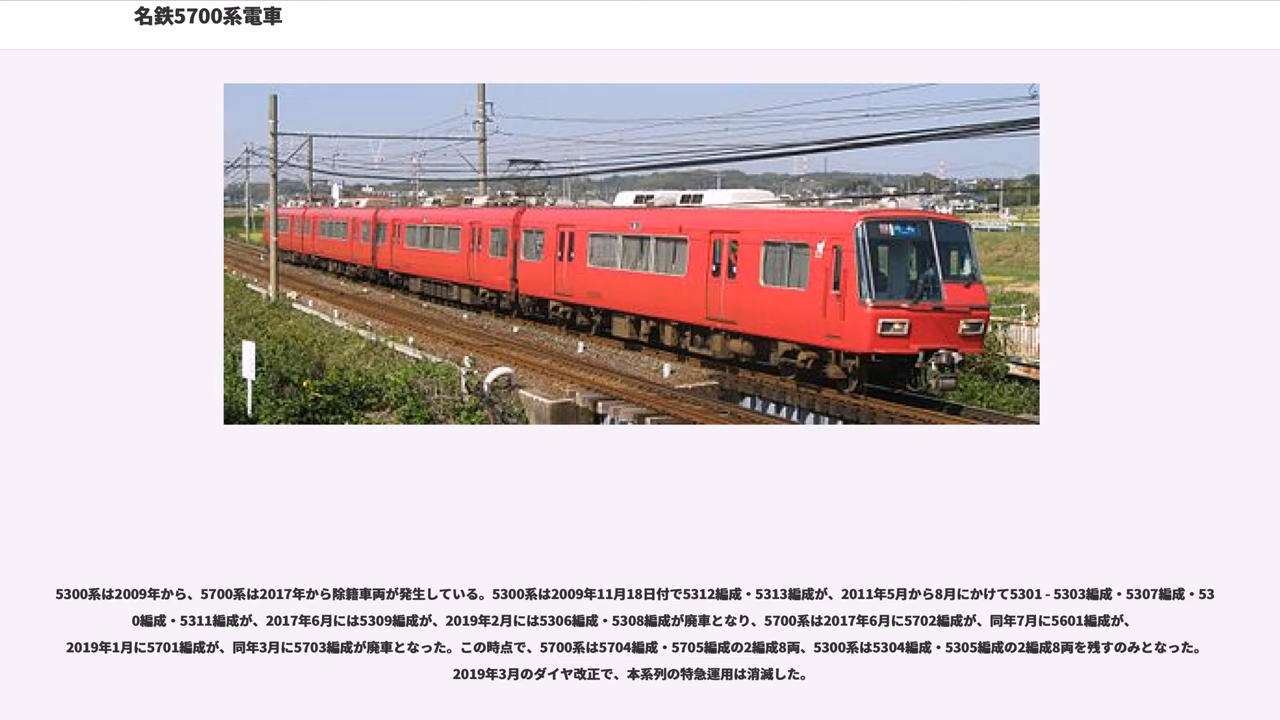 名鉄5700系電車
5300系は2009年から、5700系は2017年から除籍車両が発生している。5300系は2009年11月18日付で5312編成・5313編成が、2011年5月から8月にかけて5301 - 5303編成・5307編成・53
0編成・5311編成が、2017年6月には5309編成が、2019年2月には5306編成・5308編成が廃車となり、5700系は2017年6月に5702編成が、同年7月に5601編成が、
2019年1月に5701編成が、同年3月に5703編成が廃車となった。この時点で、5700系は5704編成・5705編成の2編成8両、5300系は5304編成・5305編成の2編成8両を残すのみとなった。
2019年3月のダイヤ改正で、本系列の特急運用は消滅した。